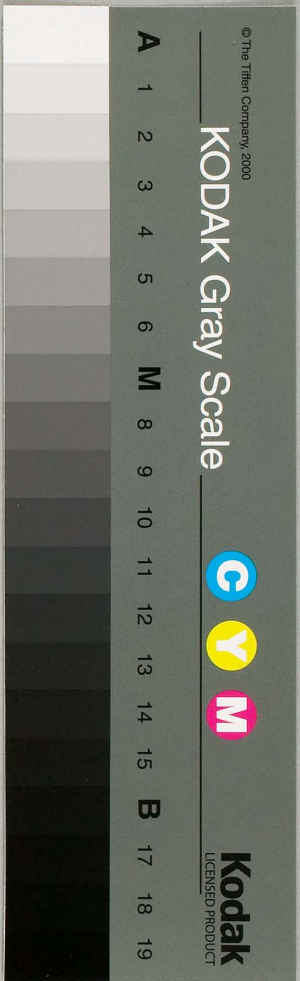 © The Tiffen Company, 2000
KODAK Gray Scale
C Y M
Kodak
LICENSED PRODUCT
A 1 2 3 4 5 6 M 8 9 10 11 12 13 14 15 B 17 18 19